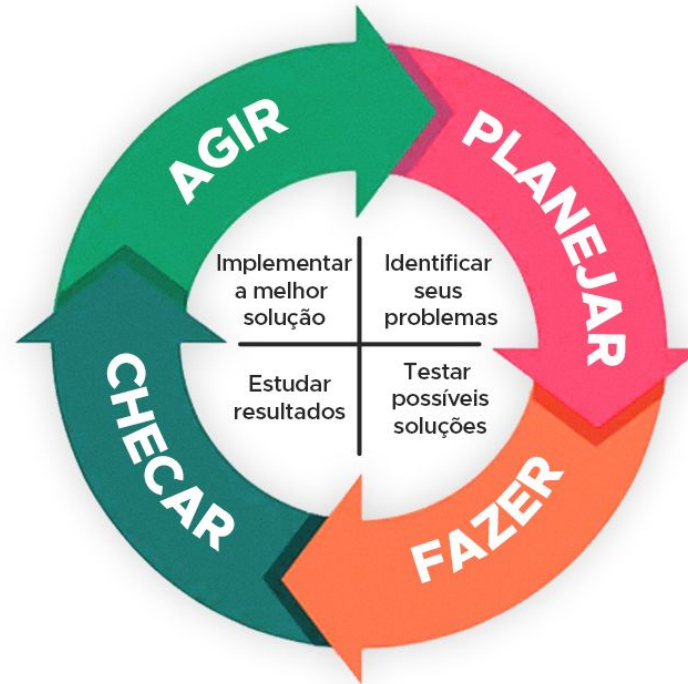 AGIR
PLANEJAR
Implementar
a melhor
solução
Identificar
seus
problemas
Estudar
resultados
Testar
possíveis
soluções
CHECAR
FAZER